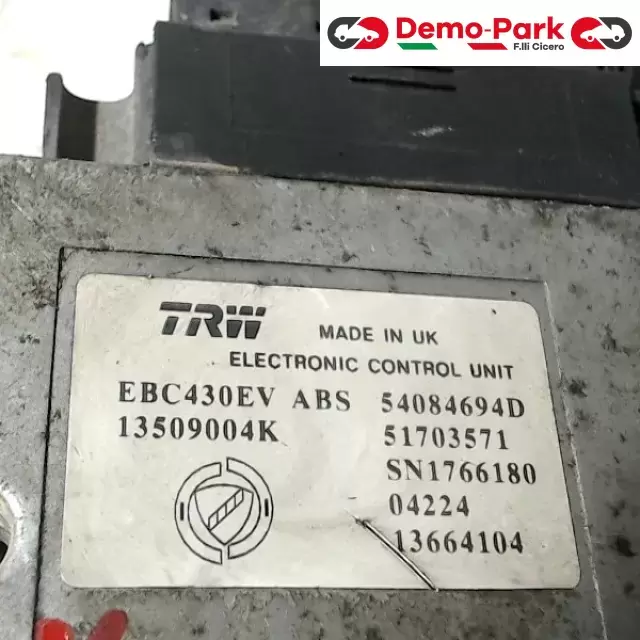 Demo-Park
F.lli Cicero
TRW MADE IN UK
ELECTRONIC CONTROL UNIT
EBC430EV ABS 54084694D
13509004K 51703571
SN1766180
04224
13664104